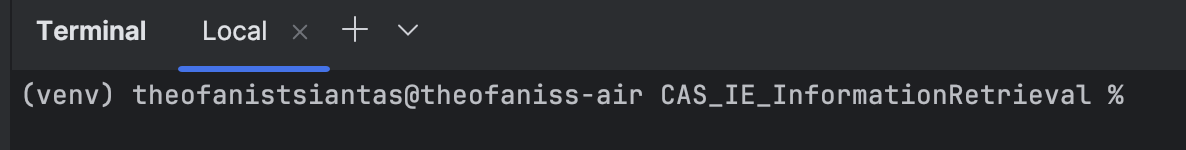 Terminal Local
(venv) theofanistsiantas@theofaniss-air CAS_IE_InformationRetrieval %